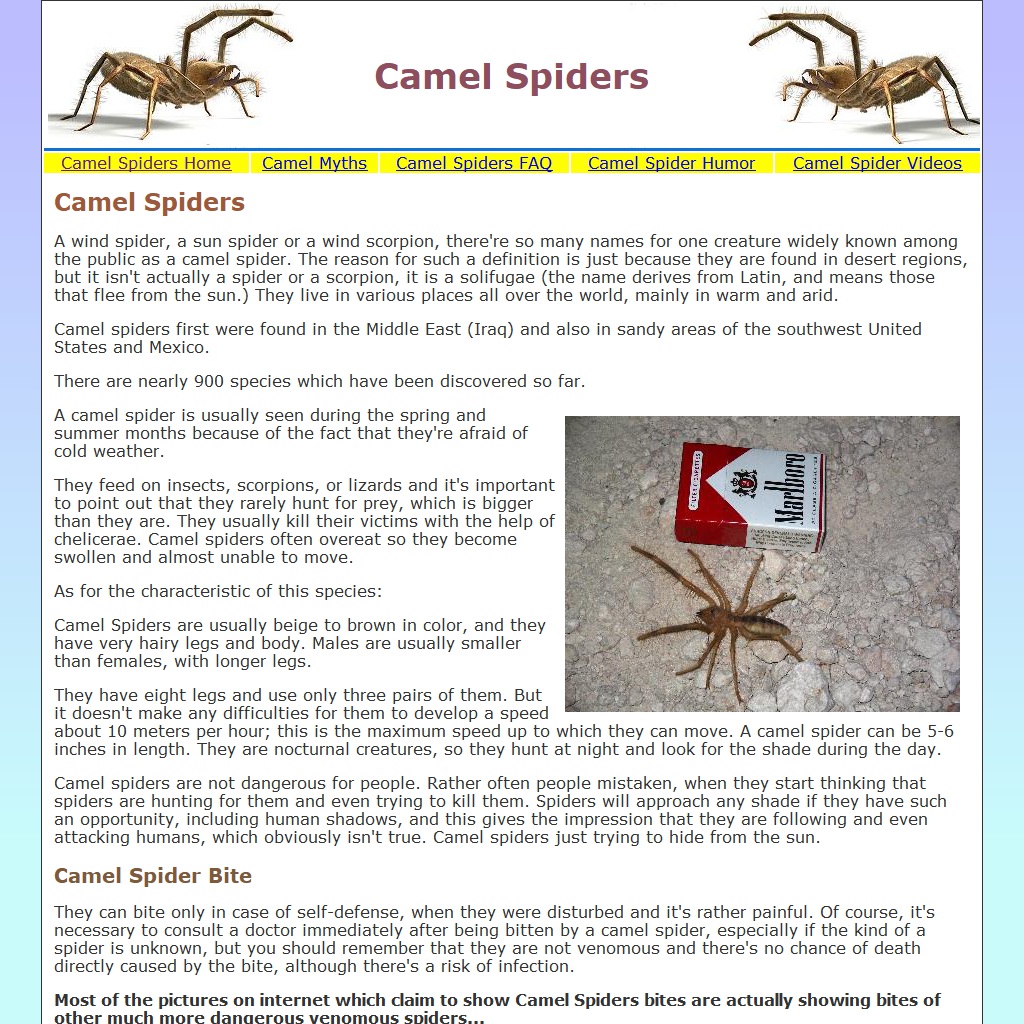 Camel Spiders
Camel Spiders Home Camel Myths Camel Spiders FAQ Camel Spider Humor Camel Spider Videos
Camel Spiders
A wind spider, a sun spider or a wind scorpion, there're so many names for one creature widely known among
the public as a camel spider. The reason for such a definition is just because they are found in desert regions,
but it isn't actually a spider or a scorpion, it is a solifugae (the name derives from Latin, and means those
that flee from the sun.) They live in various places all over the world, mainly in warm and arid.
Camel spiders first were found in the Middle East (Iraq) and also in sandy areas of the southwest United
States and Mexico.
There are nearly 900 species which have been discovered so far.
A camel spider is usually seen during the spring and
summer months because of the fact that they're afraid of
cold weather.
They feed on insects, scorpions, or lizards and it's important
to point out that they rarely hunt for prey, which is bigger
than they are. They usually kill their victims with the help of
chelicerae. Camel spiders often overeat so they become
swollen and almost unable to move.
As for the characteristic of this species:
Camel Spiders are usually beige to brown in color, and they
have very hairy legs and body. Males are usually smaller
than females, with longer legs.
They have eight legs and use only three pairs of them. But
it doesn't make any difficulties for them to develop a speed
about 10 meters per hour; this is the maximum speed up to which they can move. A camel spider can be 5-6
inches in length. They are nocturnal creatures, so they hunt at night and look for the shade during the day.
FILTER CIGARETTES
Marlboro
Camel spiders are not dangerous for people. Rather often people mistaken, when they start thinking that
spiders are hunting for them and even trying to kill them. Spiders will approach any shade if they have such
an opportunity, including human shadows, and this gives the impression that they are following and even
attacking humans, which obviously isn't true. Camel spiders just trying to hide from the sun.
Camel Spider Bite
They can bite only in case of self-defense, when they were disturbed and it's rather painful. Of course, it's
necessary to consult a doctor immediately after being bitten by a camel spider, especially if the kind of a
spider is unknown, but you should remember that they are not venomous and there's no chance of death
directly caused by the bite, although there's a risk of infection.
Most of the pictures on internet which claim to show Camel Spiders bites are actually showing bites of
other much more dangerous venomous spiders...